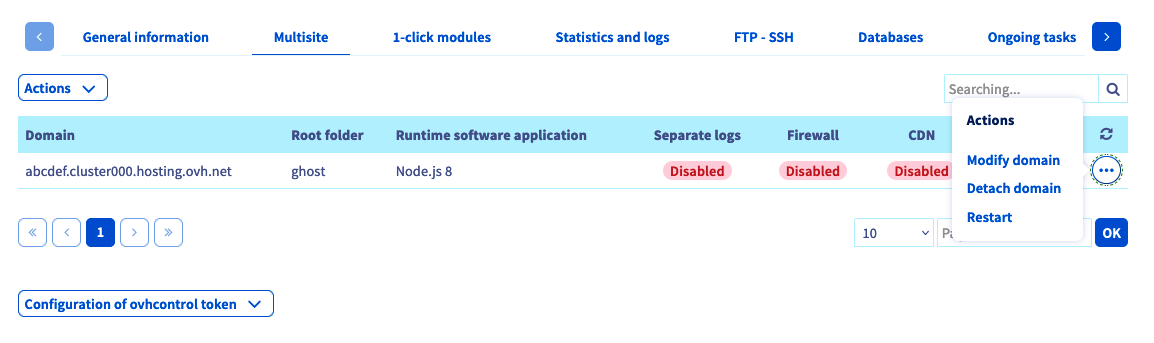 General information Multisite 1-click modules Statistics and logs FTP - SSH Databases Ongoing tasks
Actions
Searching...
Domain Root folder Runtime software application Separate logs Firewall CDN
abcdef.cluster000.hosting.ovh.net ghost Node.js 8 Disabled Disabled Disabled
Actions
Modify domain
Detach domain
Restart
1
10
OK
Configuration of ovhcontrol token